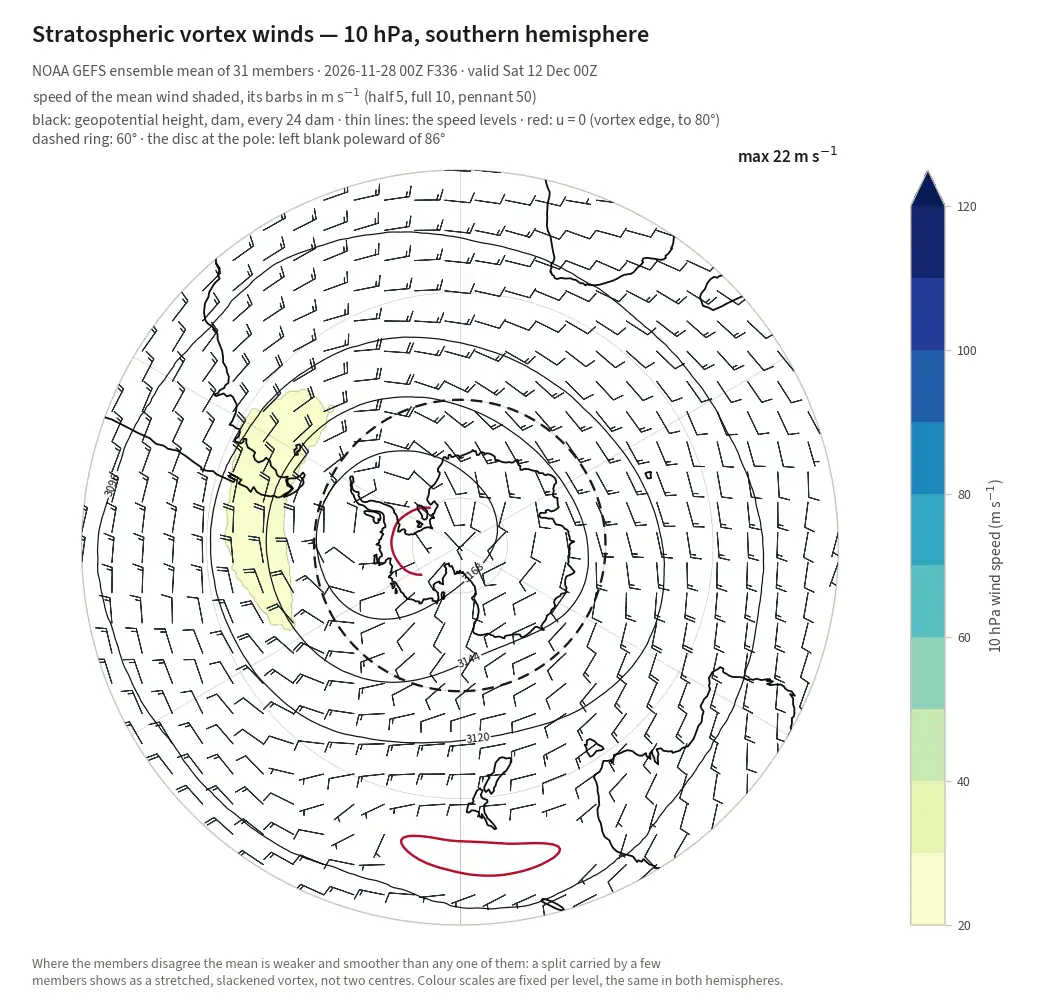 Stratospheric vortex winds — 10 hPa, southern hemisphere
NOAA GEFS ensemble mean of 31 members · 2026-11-28 00Z F336 · valid Sat 12 Dec 00Z
speed of the mean wind shaded, its barbs in m s⁻¹ (half 5, full 10, pennant 50)
black: geopotential height, dam, every 24 dam · thin lines: the speed levels · red: u = 0 (vortex edge, to 80°)
dashed ring: 60° · the disc at the pole: left blank poleward of 86°
max 22 m s⁻¹
120
100
80
60
40
20
10 hPa wind speed (m s⁻¹)
3096
3168
3144
3120
Where the members disagree the mean is weaker and smoother than any one of them: a split carried by a few
members shows as a stretched, slackened vortex, not two centres. Colour scales are fixed per level, the same in both hemispheres.